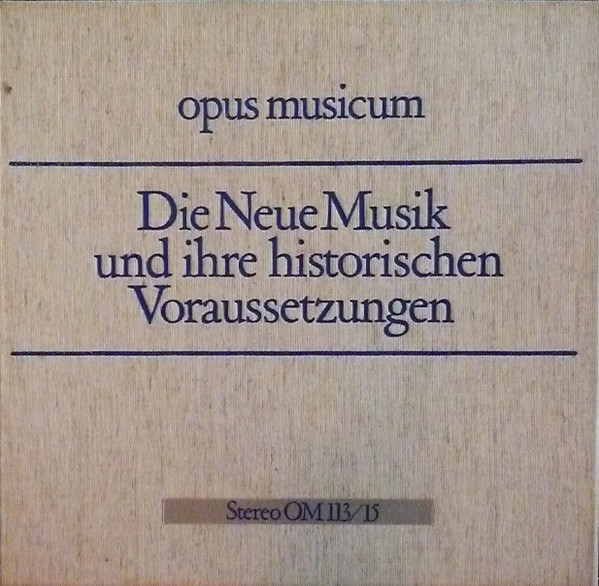 opus musicum
Die Neue Musik
und ihre historischen
Voraussetzungen
Stereo OM 113/15